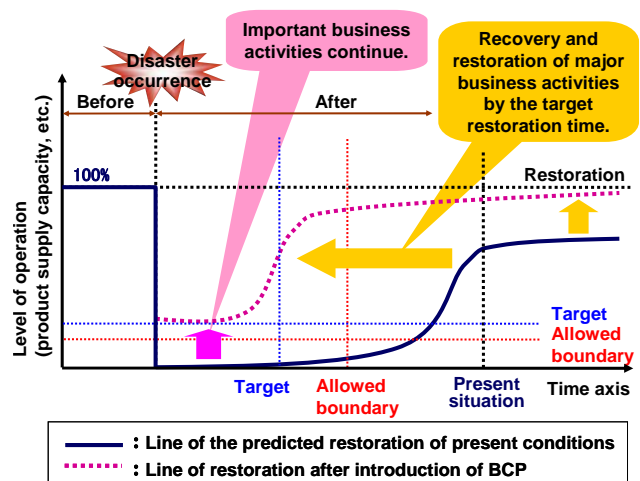 Important business
activities continue.
Recovery and
restoration of major
business activities
by the target
restoration time.
Disaster
occurrence
Before
After
100%
Restoration
Level of operation
(product supply capacity, etc.)
Target
Allowed
boundary
Target
Allowed
boundary
Present
situation
Time axis
: Line of the predicted restoration of present conditions
: Line of restoration after introduction of BCP